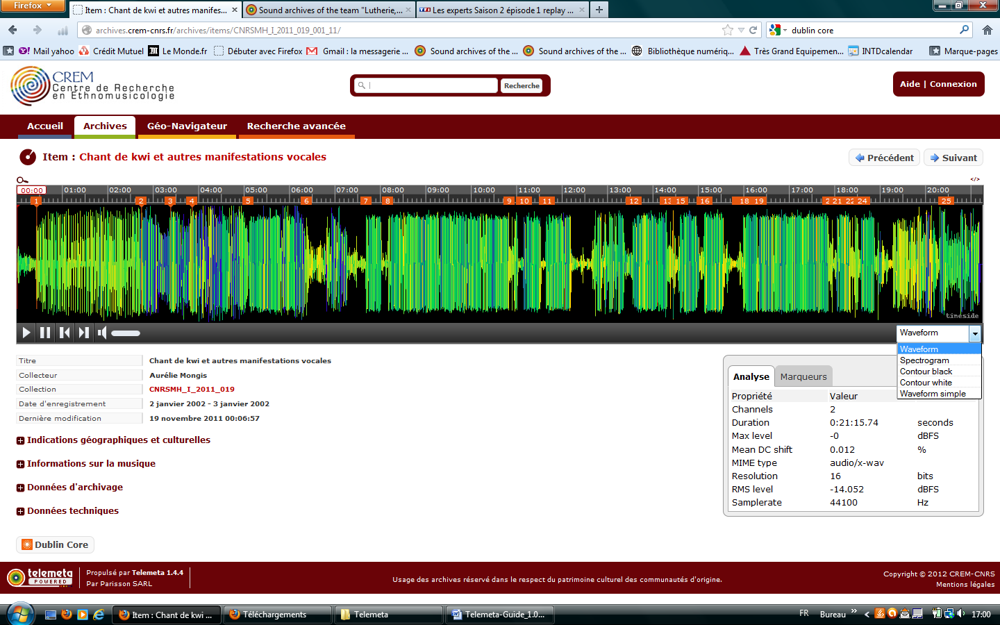 Firefox
Item : Chant de kwi et autres manifes...
Sound archives of the team "Lutherie,...
Les experts Saison 2 épisode 1 replay ...
archives.crem-cnrs.fr/archives/items/CNRSMH_I_2011_019_001_11/
dublin core
Mail yahoo
Crédit Mutuel
Le Monde.fr
Débuter avec Firefox
Gmail : la messagerie ...
Sound archives of the ...
Sound archives of the ...
Bibliothèque numériq...
Très Grand Equipemen...
INTDcalendar
Marque-pages
CREM
Centre de Recherche
en Ethnomusicologie
Recherche
Aide | Connexion
Accueil
Archives
Géo-Navigateur
Recherche avancée
Item : Chant de kwi et autres manifestations vocales
Précédent
Suivant
</>
00:00 01:00 02:00 03:00 04:00 05:00 06:00 07:00 08:00 09:00 10:00 11:00 12:00 13:00 14:00 15:00 16:00 17:00 18:00 19:00 20:00
1 2 3 4 5 6 7 8 9 10 11 12 13 15 16 18 19 2 21 22 24 25
timeside
Waveform
Waveform
Spectrogram
Contour black
Contour white
Waveform simple
Titre Chant de kwi et autres manifestations vocales
Collecteur Aurélie Mongis
Collection CNRSMH_I_2011_019
Date d'enregistrement 2 janvier 2002 - 3 janvier 2002
Dernière modification 19 novembre 2011 00:06:57
Indications géographiques et culturelles
Informations sur la musique
Données d'archivage
Données techniques
Dublin Core
Analyse
Marqueurs
Propriété Valeur
Channels 2
Duration 0:21:15.74 seconds
Max level -0 dBFS
Mean DC shift 0.012 %
MIME type audio/x-wav
Resolution 16 bits
RMS level -14.052 dBFS
Samplerate 44100 Hz
telemeta
POWERED
Propulsé par Telemeta 1.4.4
Par Parisson SARL
Usage des archives réservé dans le respect du patrimoine culturel des communautés d'origine.
Copyright © 2012 CREM-CNRS
Mentions légales
Item : Chant de kwi ...
Téléchargements
Telemeta
Telemeta-Guide_1.0...
FR
Bureau
17:00